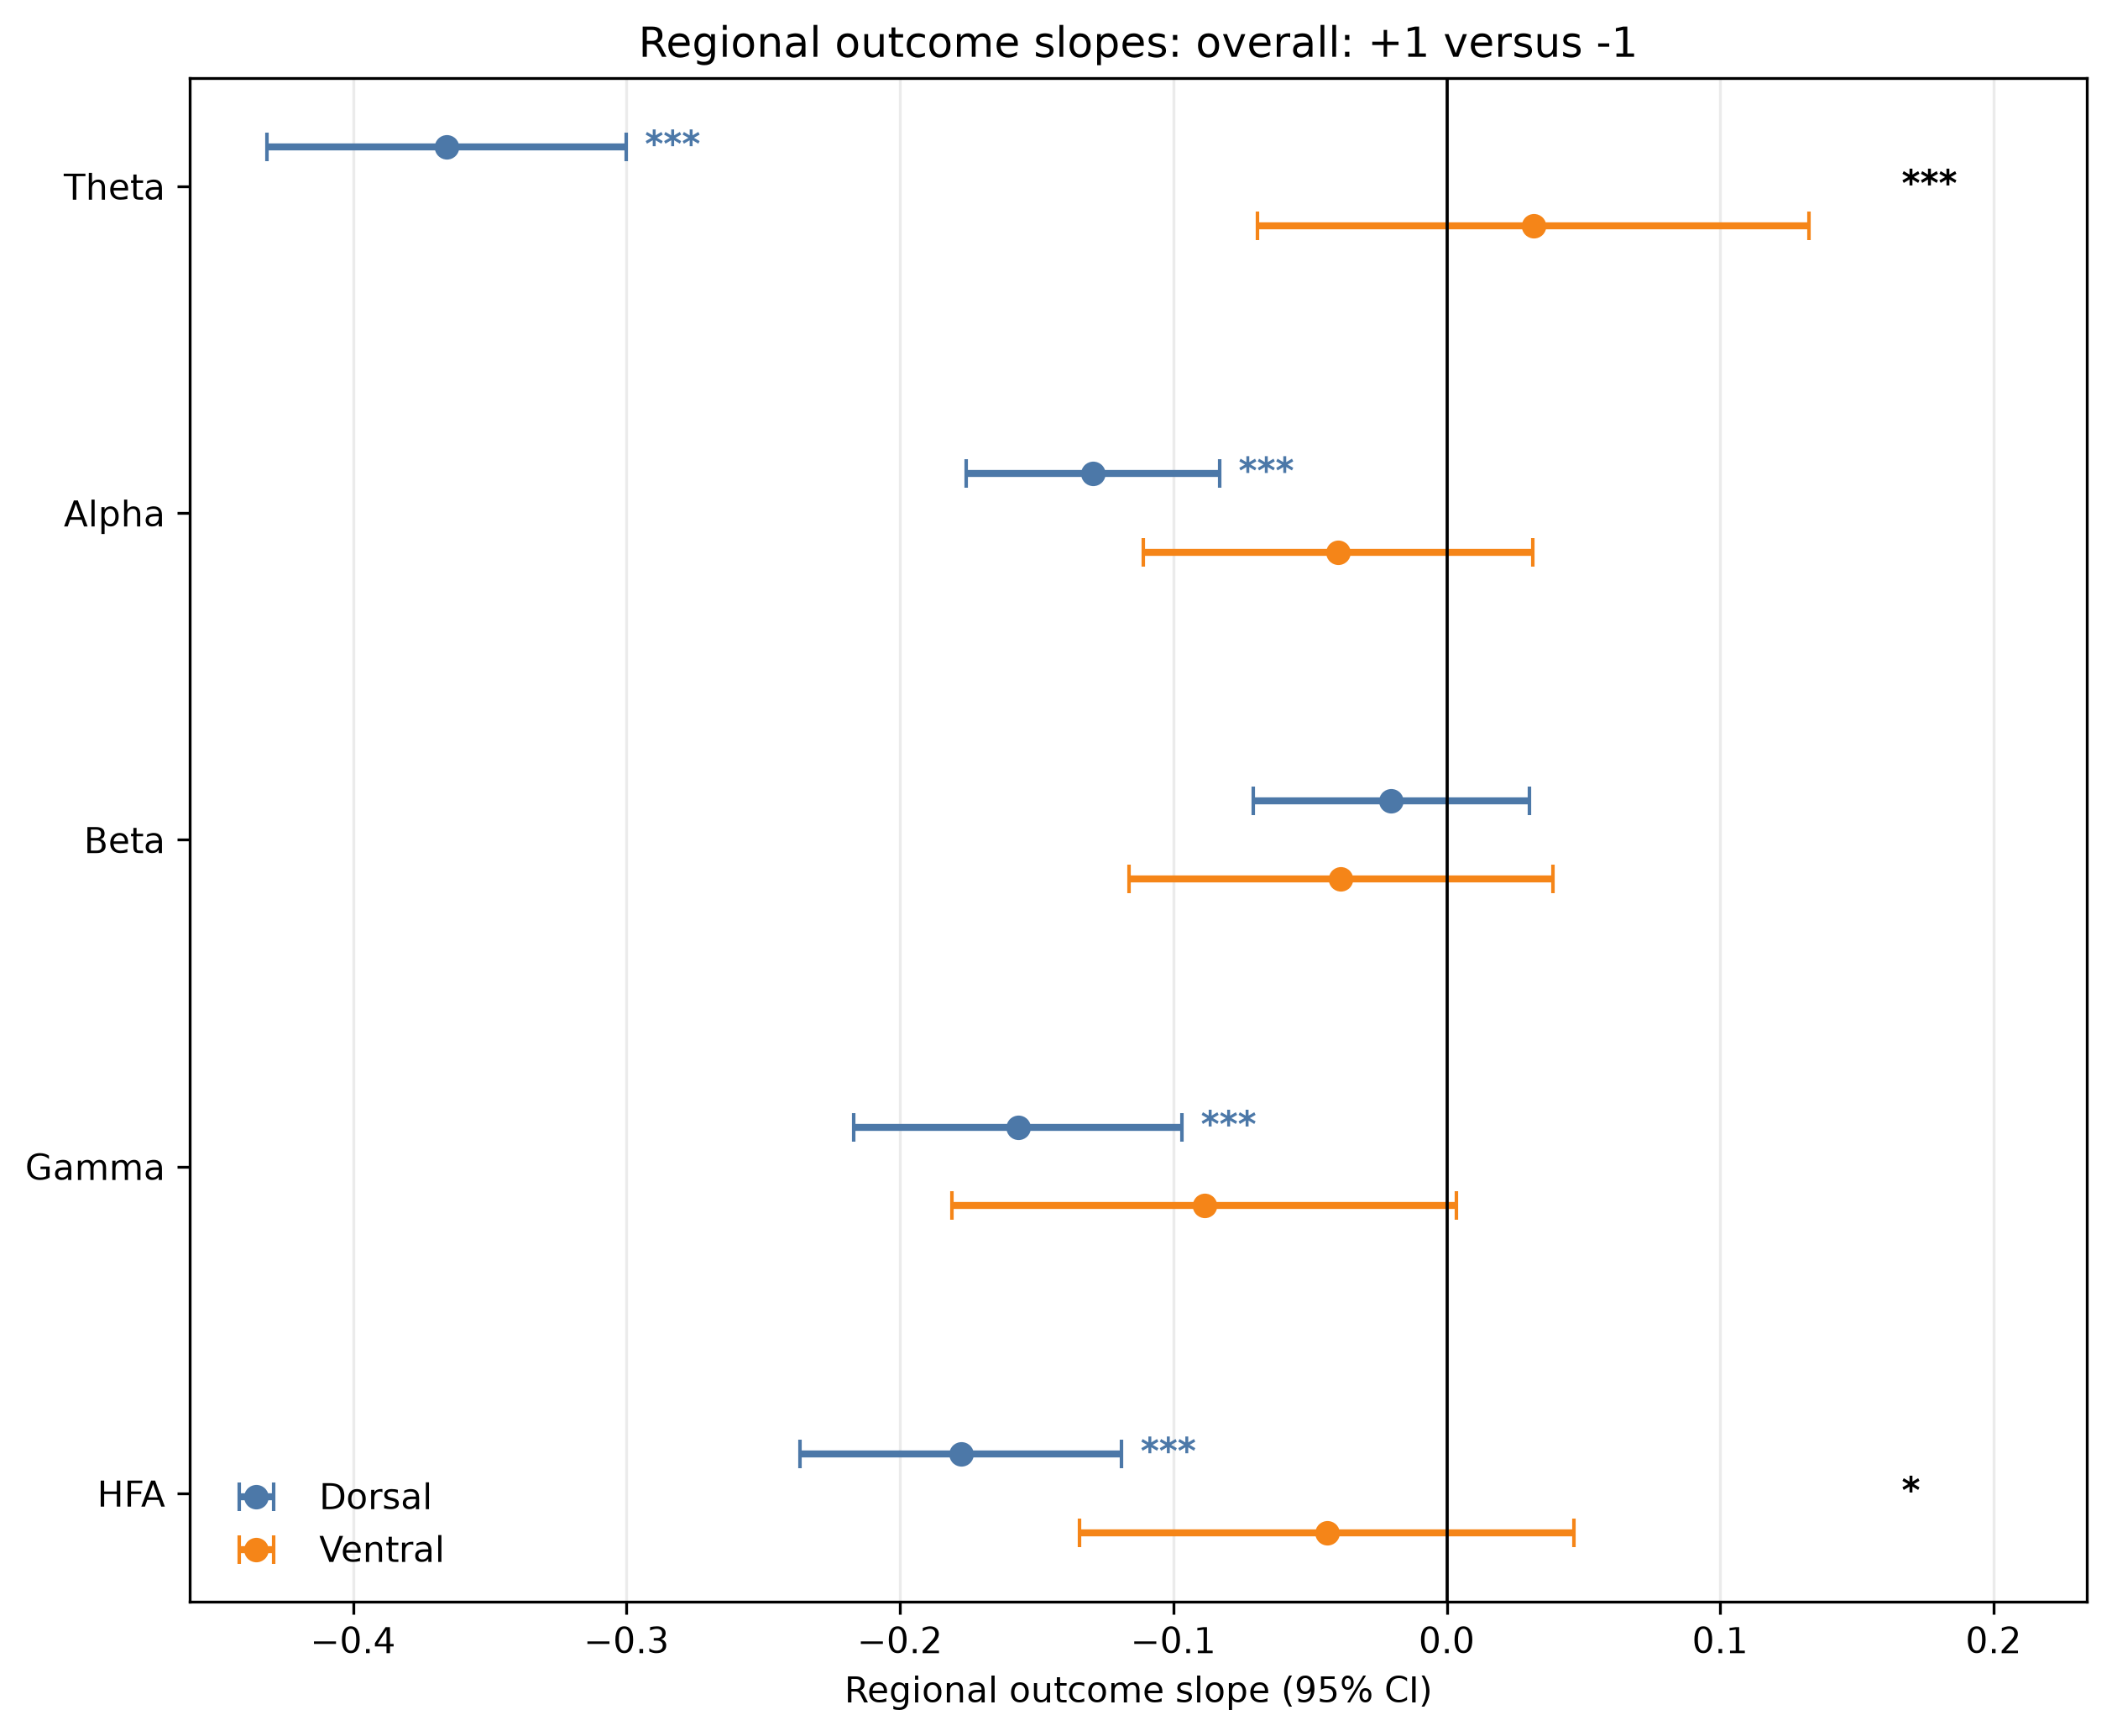 Regional outcome slopes: overall: +1 versus -1
***
Theta
***
***
Alpha
Beta
***
Gamma
***
HFA
*
Dorsal
Ventral
−0.4
−0.3
−0.2
−0.1
0.0
0.1
0.2
Regional outcome slope (95% CI)